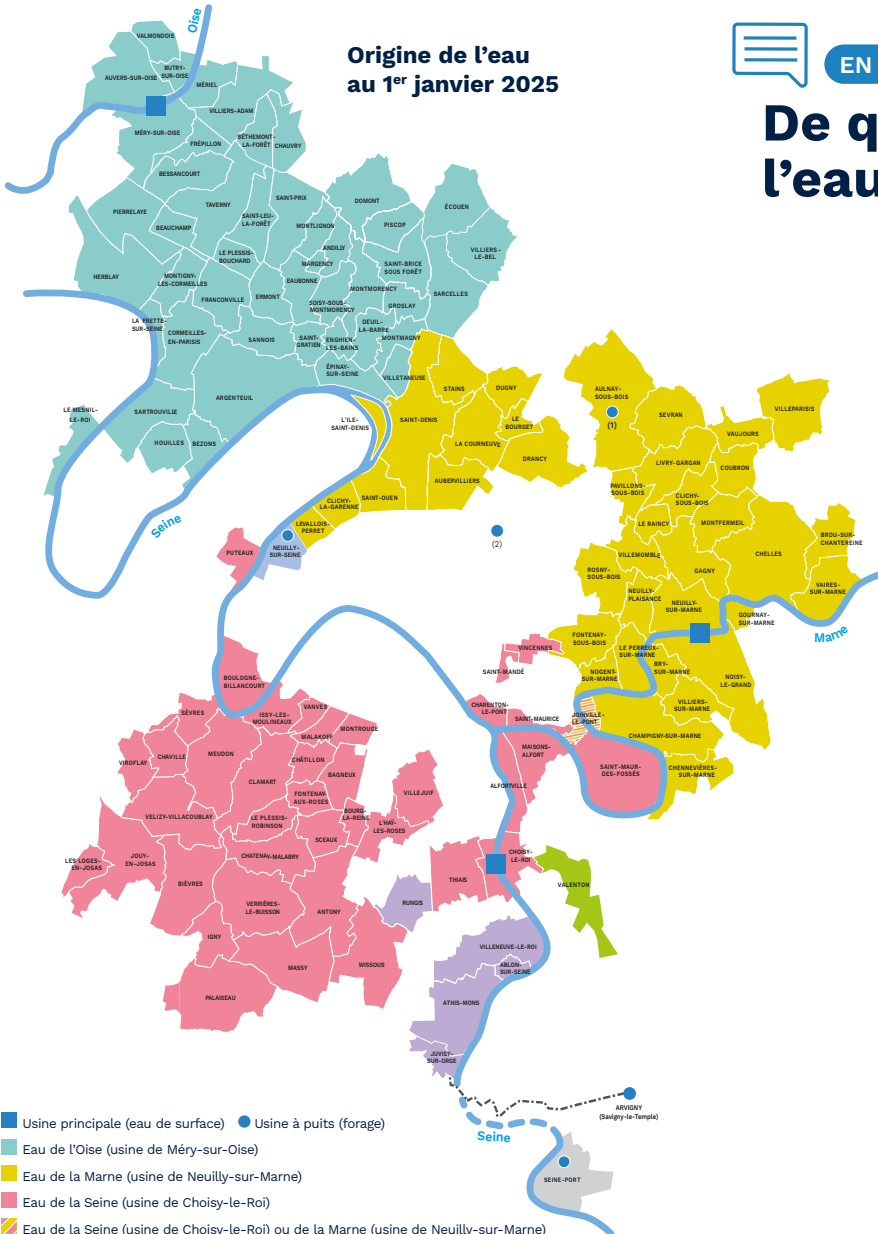 Oise
Origine de l'eau
au 1er janvier 2025
EN
De q
l'eau
VALMONDOIS
BUTRY-
SUR-OISE
AUVERS-SUR-OISE
MÉRIEL
VILLIERS-ADAM
MÉRY-SUR-OISE
FRÉPILLON
BÉTHEMONT-
LA-FORÊT
CHAUVRY
BESSANCOURT
PIERRELAYE
TAVERNY
SAINT-PRIX
DOMONT
ÉCOUEN
BEAUCHAMP
SAINT-LEU-
LA-FORÊT
MONTLIGNON
PISCOP
ANDILLY
VILLIERS-
LE-BEL
LE PLESSIS-
BOUCHARD
MARGENCY
SAINT-BRICE
SOUS FORÊT
HERBLAY
MONTIGNY-
LES-CORMEILLES
EAUBONNE
MONTMORENCY
SARCELLES
FRANCONVILLE
ERMONT
SOISY-SOUS-
MONTMORENCY
GROSLAY
LA FRETTE-
SUR-SEINE
CORMEILLES-
EN-PARISIS
SANNOIS
SAINT-
GRATIEN
ENGHIEN-
LES-BAINS
DEUIL-
LA-BARRE
MONTMAGNY
ÉPINAY-
SUR-SEINE
VILLETANEUSE
ARGENTEUIL
SARTROUVILLE
LE MESNIL-
LE-ROI
HOUILLES
BEZONS
L'ILE-
SAINT-DENIS
SAINT-DENIS
STAINS
DUGNY
LE
BOURGET
LA COURNEUVE
DRANCY
AUBERVILLIERS
SAINT-OUEN
CLICHY-
LA-GARENNE
LEVALLOIS-
PERRET
NEUILLY-
SUR-SEINE
PUTEAUX
Seine
(2)
AULNAY-
SOUS-BOIS
(1)
SEVRAN
VILLEPARISIS
VAUJOURS
LIVRY-GARGAN
COUBRON
PAVILLONS-
SOUS-BOIS
CLICHY-
SOUS-BOIS
LE RAINCY
MONTFERMEIL
BROU-SUR-
CHANTEREINE
VILLEMOMBLE
CHELLES
GAGNY
ROSNY-
SOUS-BOIS
VAIRES-
SUR-MARNE
NEUILLY-
PLAISANCE
NEUILLY-
SUR-MARNE
GOURNAY-
SUR-MARNE
Marne
FONTENAY-
SOUS-BOIS
LE PERREUX-
SUR-MARNE
BRY-
SUR-MARNE
NOGENT-
SUR-MARNE
NOISY-
LE-GRAND
VILLIERS-
SUR-MARNE
VINCENNES
SAINT-MANDÉ
JOINVILLE-
LE-PONT
CHAMPIGNY-SUR-MARNE
CHENNEVIÈRES-
SUR-MARNE
SAINT-MAUR-
DES-FOSSÉS
CHARENTON-
LE-PONT
SAINT-MAURICE
MAISONS-
ALFORT
ALFORTVILLE
BOULOGNE-
BILLANCOURT
SÈVRES
ISSY-LES-
MOULINEAUX
VANVES
MALAKOFF
MONTROUGE
VIROFLAY
CHAVILLE
MEUDON
CHÂTILLON
BAGNEUX
CLAMART
FONTENAY-
AUX-ROSES
VILLEJUIF
VELIZY-VILLACOUBLAY
LE PLESSIS-
ROBINSON
BOURG-
LA-REINE
L'HAŸ-
LES-ROSES
SCEAUX
LES LOGES-
EN-JOSAS
JOUY-
EN-JOSAS
CHATENAY-MALABRY
BIÈVRES
VERRIÈRES-
LE-BUISSON
ANTONY
IGNY
MASSY
WISSOUS
PALAISEAU
THIAIS
CHOISY-
LE-ROI
VALENTON
RUNGIS
VILLENEUVE-LE-ROI
ABLON-
SUR-SEINE
ATHIS-MONS
JUVISY-
SUR-ORGE
ARVIGNY
(Savigny-le-Temple)
Seine
SEINE-PORT
Usine principale (eau de surface)
Usine à puits (forage)
Eau de l'Oise (usine de Méry-sur-Oise)
Eau de la Marne (usine de Neuilly-sur-Marne)
Eau de la Seine (usine de Choisy-le-Roi)
Eau de la Seine (usine de Choisy-le-Roi) ou de la Marne (usine de Neuilly-sur-Marne)